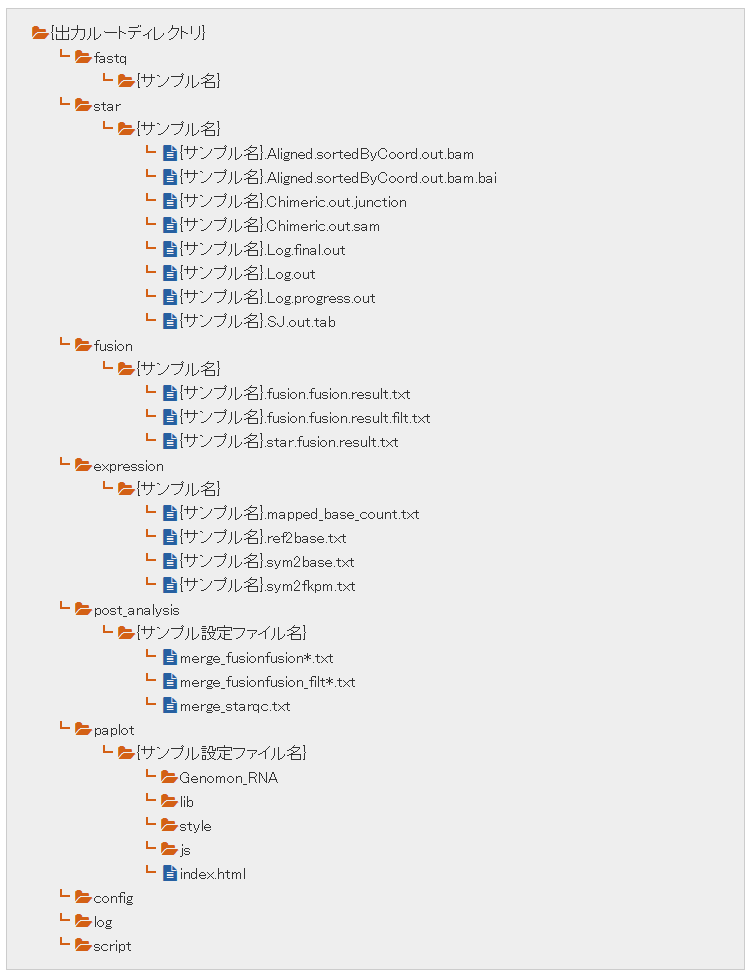 {出力ルートディレクトリ}
fastq
{サンプル名}
star
{サンプル名}
{サンプル名}.Aligned.sortedByCoord.out.bam
{サンプル名}.Aligned.sortedByCoord.out.bam.bai
{サンプル名}.Chimeric.out.junction
{サンプル名}.Chimeric.out.sam
{サンプル名}.Log.final.out
{サンプル名}.Log.out
{サンプル名}.Log.progress.out
{サンプル名}.SJ.out.tab
fusion
{サンプル名}
{サンプル名}.fusion.fusion.result.txt
{サンプル名}.fusion.fusion.result.filt.txt
{サンプル名}.star.fusion.result.txt
expression
{サンプル名}
{サンプル名}.mapped_base_count.txt
{サンプル名}.ref2base.txt
{サンプル名}.sym2base.txt
{サンプル名}.sym2fkpm.txt
post_analysis
{サンプル設定ファイル名}
merge_fusionfusion*.txt
merge_fusionfusion_filt*.txt
merge_starqc.txt
paplot
{サンプル設定ファイル名}
Genomon_RNA
lib
style
js
index.html
config
log
script